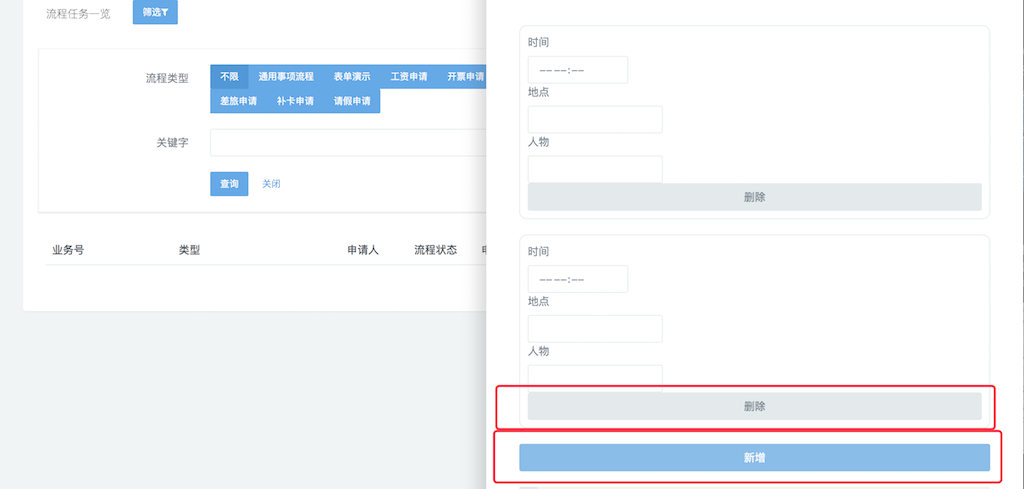 流程任务一览
筛选
流程类型
不限 通用事项流程 表单演示 工资申请 开票申请
差旅申请 补卡申请 请假申请
关键字
查询 关闭
业务号 类型 申请人 流程状态
时间
-- --:--
地点
人物
删除
时间
-- --:--
地点
人物
删除
新增